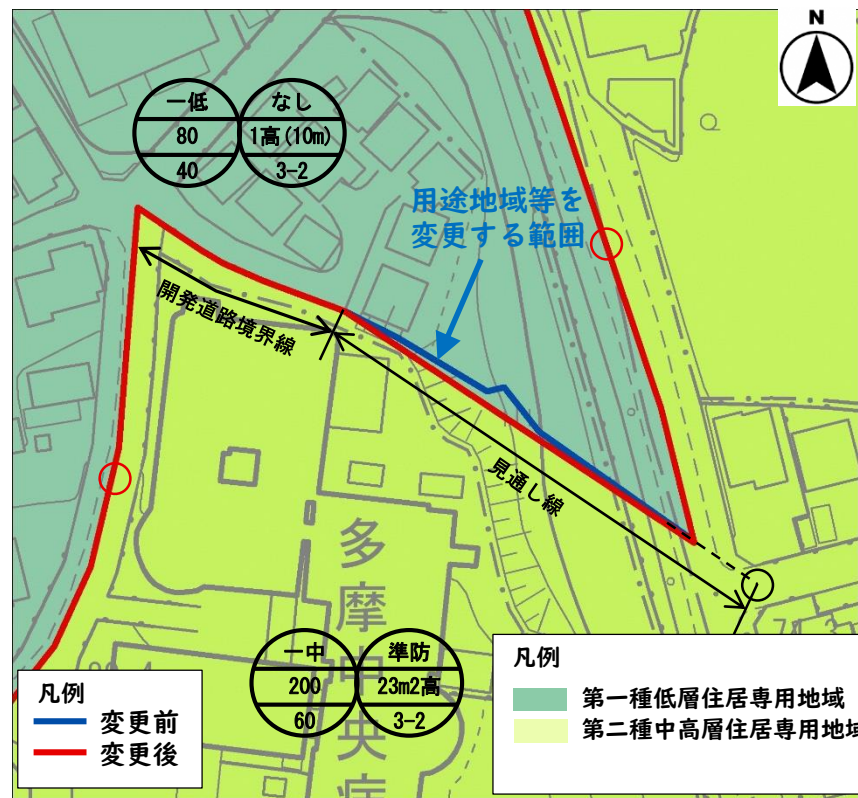 N
一低
なし
80
1高(10m)
40
3-2
用途地域等を
変更する範囲
開発道路境界線
見通し線
多摩中央病
一中
準防
200
23m2高
60
3-2
凡例
変更前
変更後
凡例
第一種低層住居専用地域
第二種中高層住居専用地域